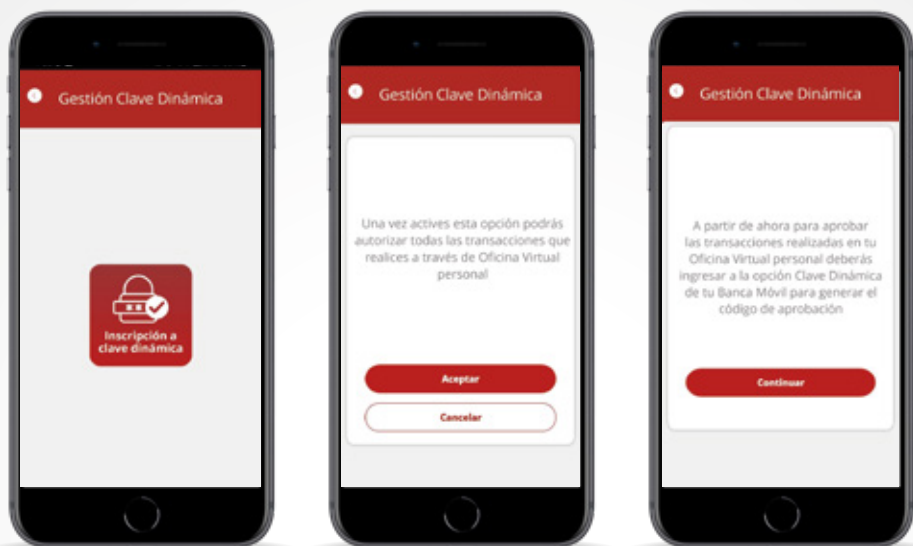 Gestión Clave Dinámica
Inscripción a
clave dinámica
Gestión Clave Dinámica
Una vez actives esta opción podrás
autorizar todas las transacciones que
realices a través de Oficina Virtual
personal
Aceptar
Cancelar
Gestión Clave Dinámica
A partir de ahora para aprobar
las transacciones realizadas en tu
Oficina Virtual personal deberás
ingresar a la opción Clave Dinámica
de tu Banca Móvil para generar el
código de aprobación
Continuar